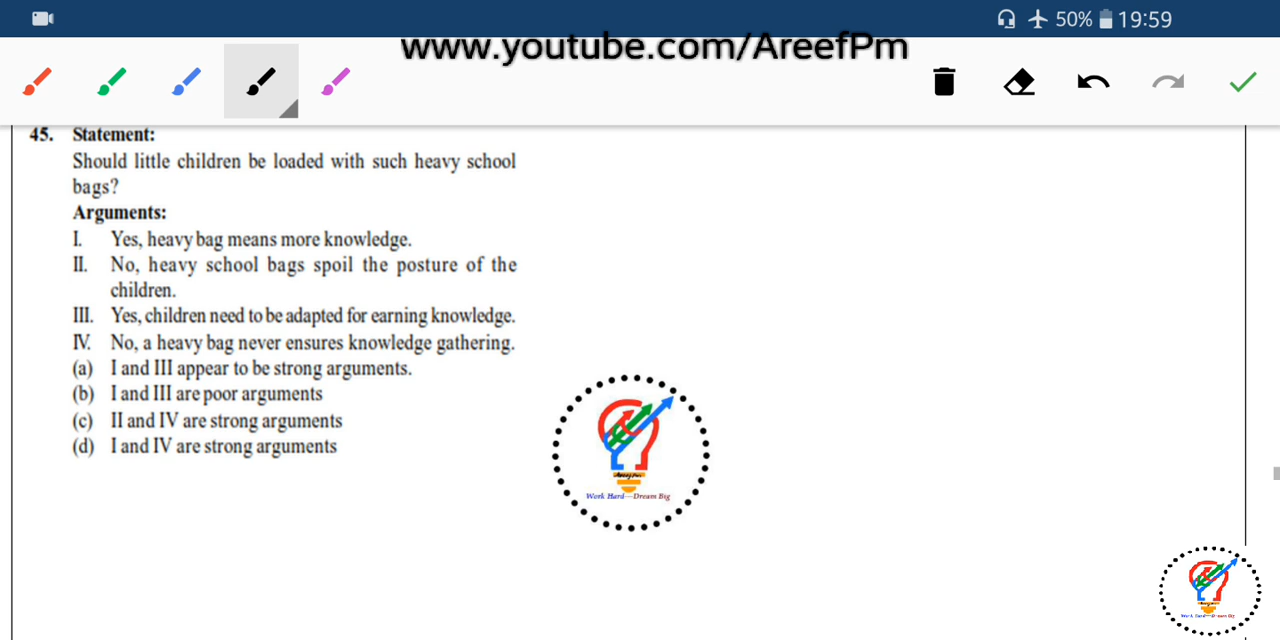 50% 19:59
www.youtube.com/AreefPm
45. Statement:
Should little children be loaded with such heavy school
bags?
Arguments:
I. Yes, heavy bag means more knowledge.
II. No, heavy school bags spoil the posture of the
children.
III. Yes, children need to be adapted for earning knowledge.
IV. No, a heavy bag never ensures knowledge gathering.
(a) I and III appear to be strong arguments.
(b) I and III are poor arguments
(c) II and IV are strong arguments
(d) I and IV are strong arguments
Work Hard---Dream Big
Work Hard---Dream Big